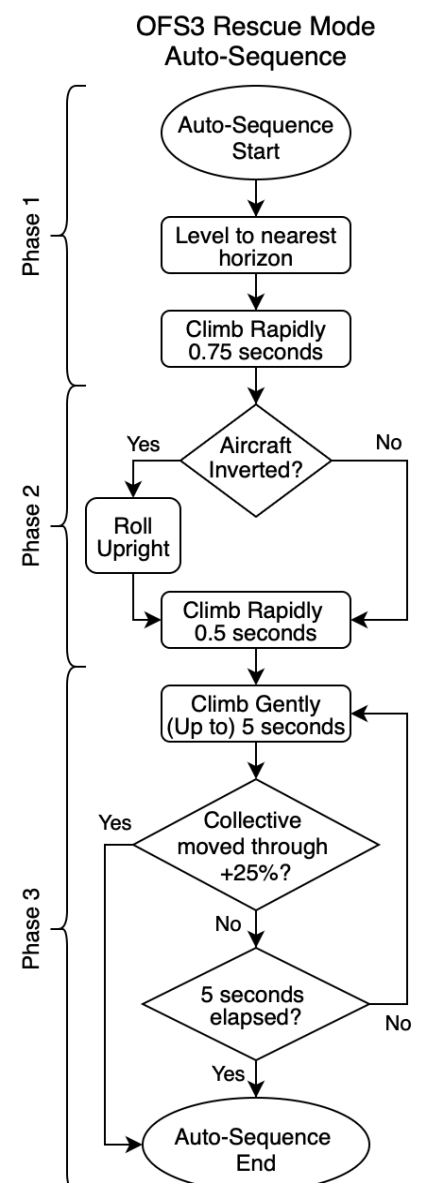 OFS3 Rescue Mode
Auto-Sequence
Phase 1
Auto-Sequence
Start
Level to nearest
horizon
Climb Rapidly
0.75 seconds
Phase 2
Aircraft
Inverted?
Yes
No
Roll
Upright
Climb Rapidly
0.5 seconds
Phase 3
Climb Gently
(Up to) 5 seconds
Collective
moved through
+25%?
Yes
No
5 seconds
elapsed?
No
Yes
Auto-Sequence
End